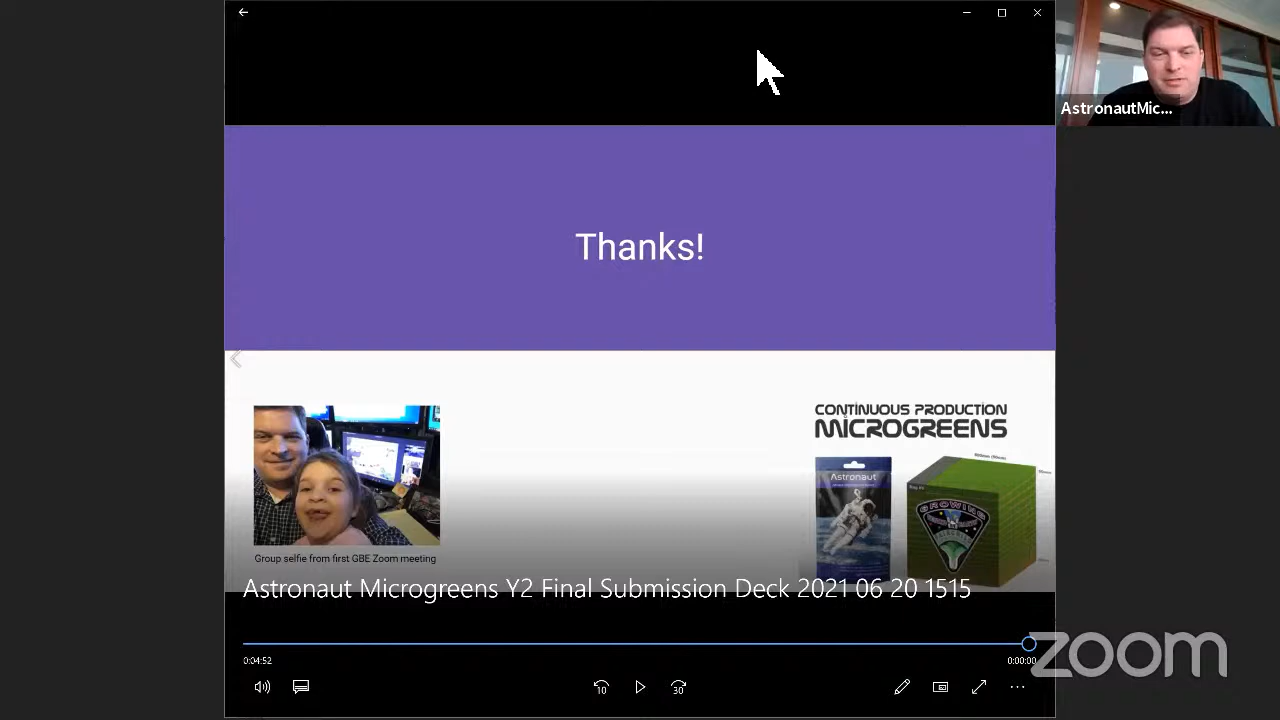 AstronautMic...
Thanks!
CONTINUOUS PRODUCTION
MICROGREENS
Astronaut
GROWING
Group selfie from first GBE Zoom meeting
Astronaut Microgreens Y2 Final Submission Deck 2021 06 20 1515
0:04:52
0:00:00
10
30
zoom